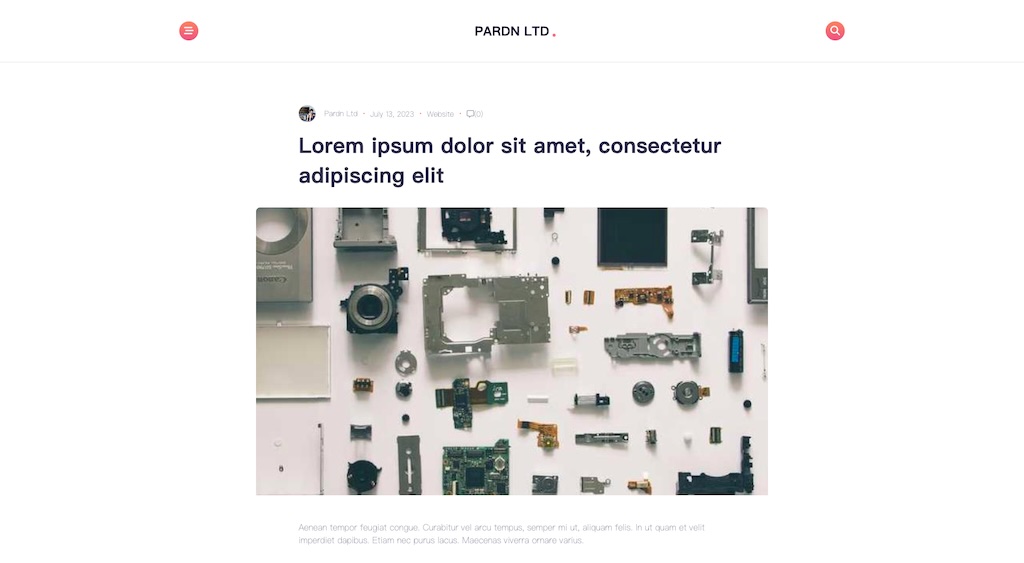 PARDN LTD.
Pardn Ltd · July 13, 2023 · Website · (0)
Lorem ipsum dolor sit amet, consectetur
adipiscing elit
Canon
Aenean tempor feugiat congue. Curabitur vel arcu tempus, semper mi ut, aliquam felis. In ut quam et velit
imperdiet dapibus. Etiam nec purus lacus. Maecenas viverra ornare varius.